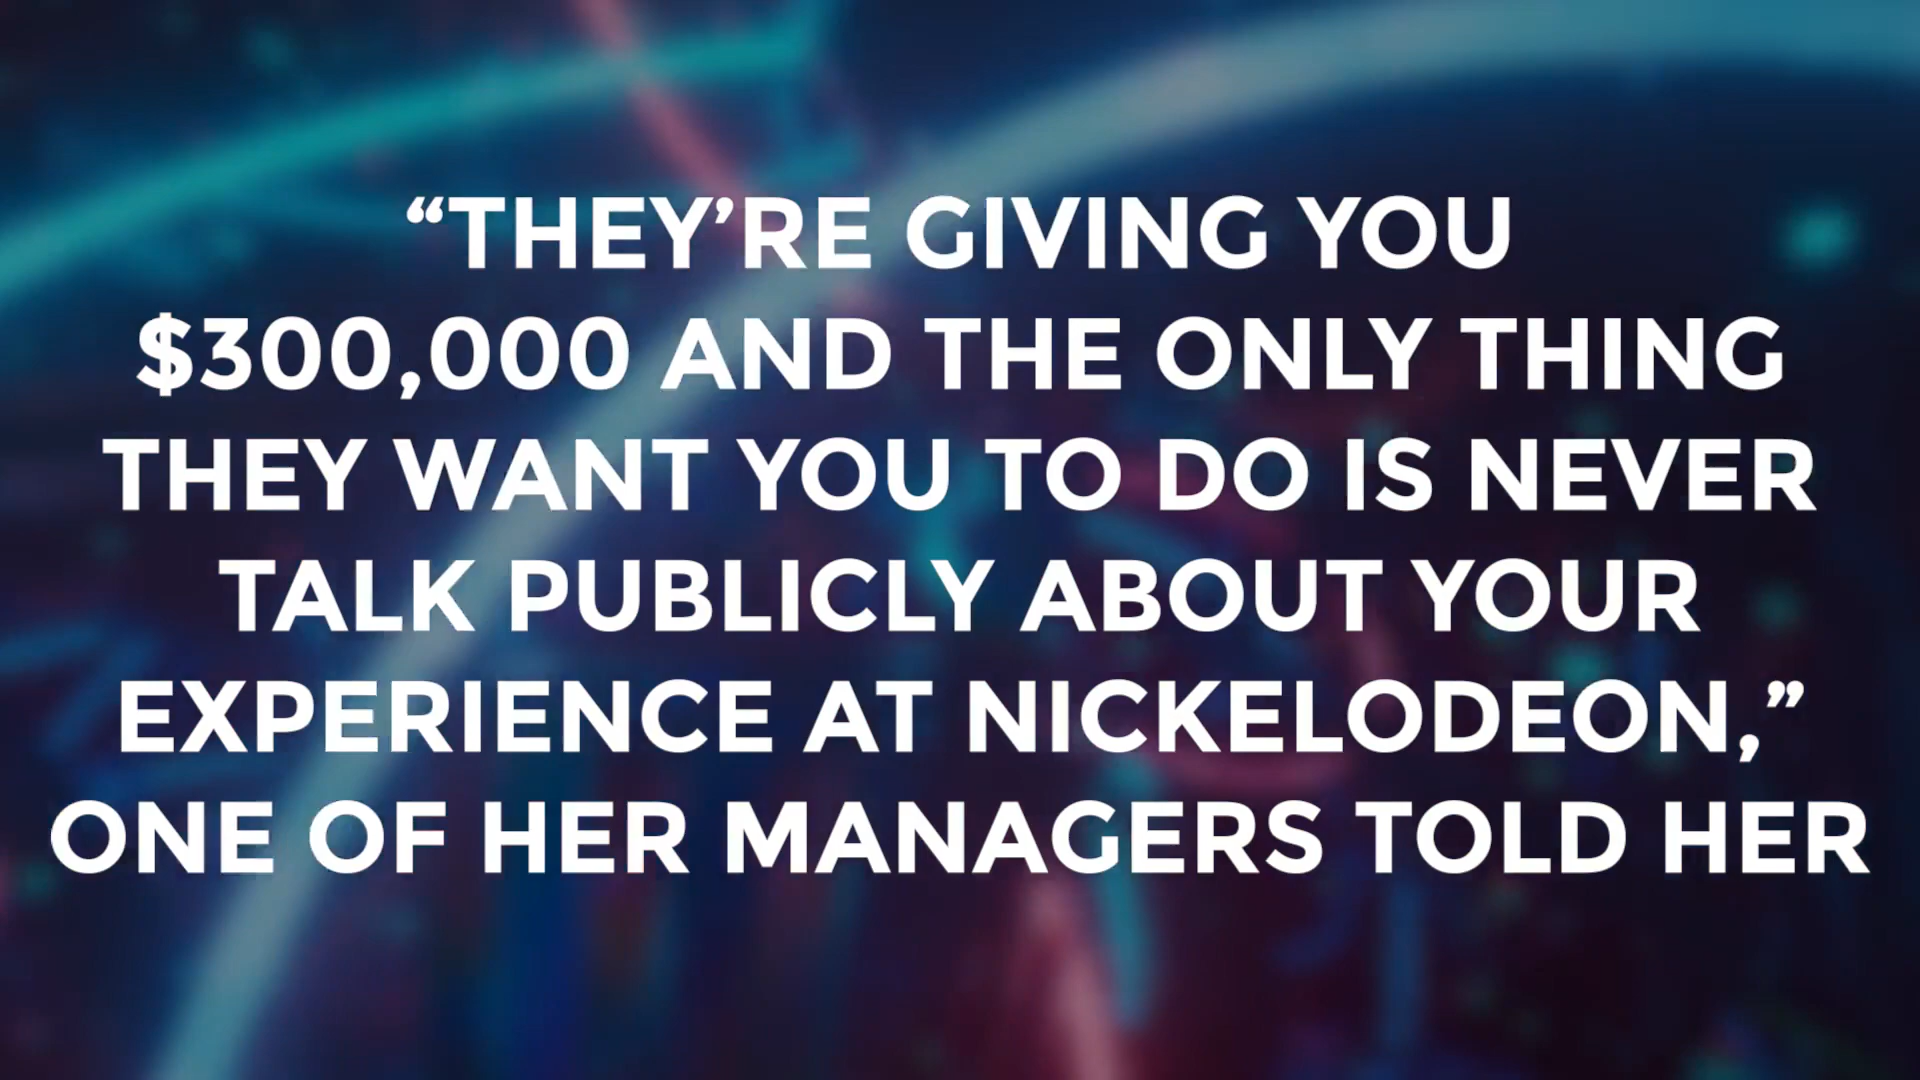 “THEY’RE GIVING YOU
$300,000 AND THE ONLY THING
THEY WANT YOU TO DO IS NEVER
TALK PUBLICLY ABOUT YOUR
EXPERIENCE AT NICKELODEON,”
ONE OF HER MANAGERS TOLD HER